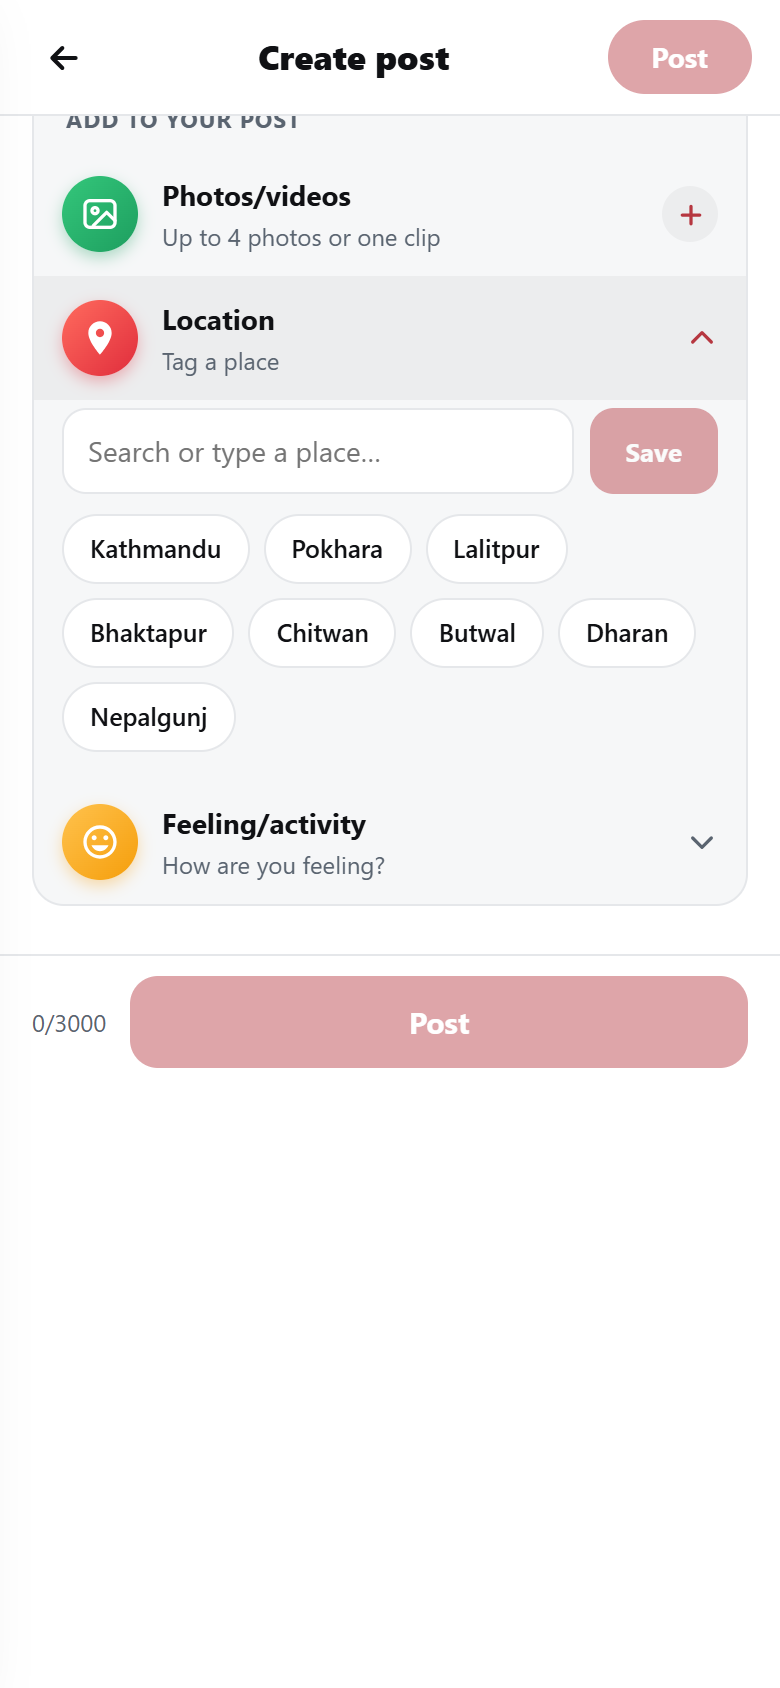 Create post
Post
ADD TO YOUR POST
Photos/videos
Up to 4 photos or one clip
Location
Tag a place
Search or type a place...
Save
Kathmandu
Pokhara
Lalitpur
Bhaktapur
Chitwan
Butwal
Dharan
Nepalgunj
Feeling/activity
How are you feeling?
0/3000
Post